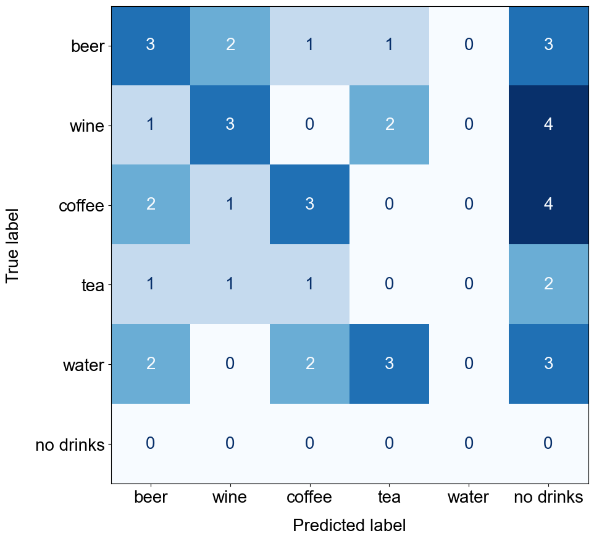 beer 3 2 1 1 0 3
wine 1 3 0 2 0 4
coffee 2 1 3 0 0 4
tea 1 1 1 0 0 2
water 2 0 2 3 0 3
no drinks 0 0 0 0 0 0
beer wine coffee tea water no drinks
Predicted label
True label